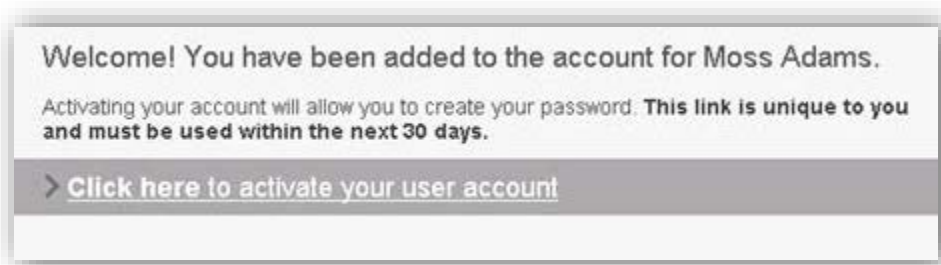 Welcome! You have been added to the account for Moss Adams.
Activating your account will allow you to create your password. This link is unique to you
and must be used within the next 30 days.
> Click here to activate your user account